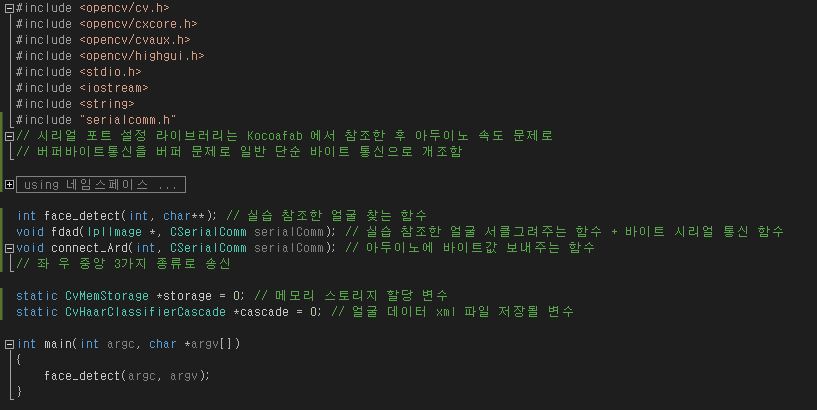 #include <opencv/cv.h>
#include <opencv/cxcore.h>
#include <opencv/cvaux.h>
#include <opencv/highgui.h>
#include <stdio.h>
#include <iostream>
#include <string>
#include "serialcomm.h"
// 시리얼 포트 설정 라이브러리는 Kocoafab 에서 참조한 후 아두이노 속도 문제로
// 버퍼바이트통신을 버퍼 문제로 일반 단순 바이트 통신으로 개조함
using 네임스페이스 ...
int face_detect(int, char**); // 실습 참조한 얼굴 찾는 함수
void fdad(IplImage *, CSerialComm serialComm); // 실습 참조한 얼굴 서클그려주는 함수 + 바이트 시리얼 통신 함수
void connect_Ard(int, CSerialComm serialComm); // 아두이노에 바이트값 보내주는 함수
// 좌 우 중앙 3가지 종류로 송신
static CvMemStorage *storage = 0; // 메모리 스토리지 할당 변수
static CvHaarClassifierCascade *cascade = 0; // 얼굴 데이터 xml 파일 저장될 변수
int main(int argc, char *argv[])
{
face_detect(argc, argv);
}